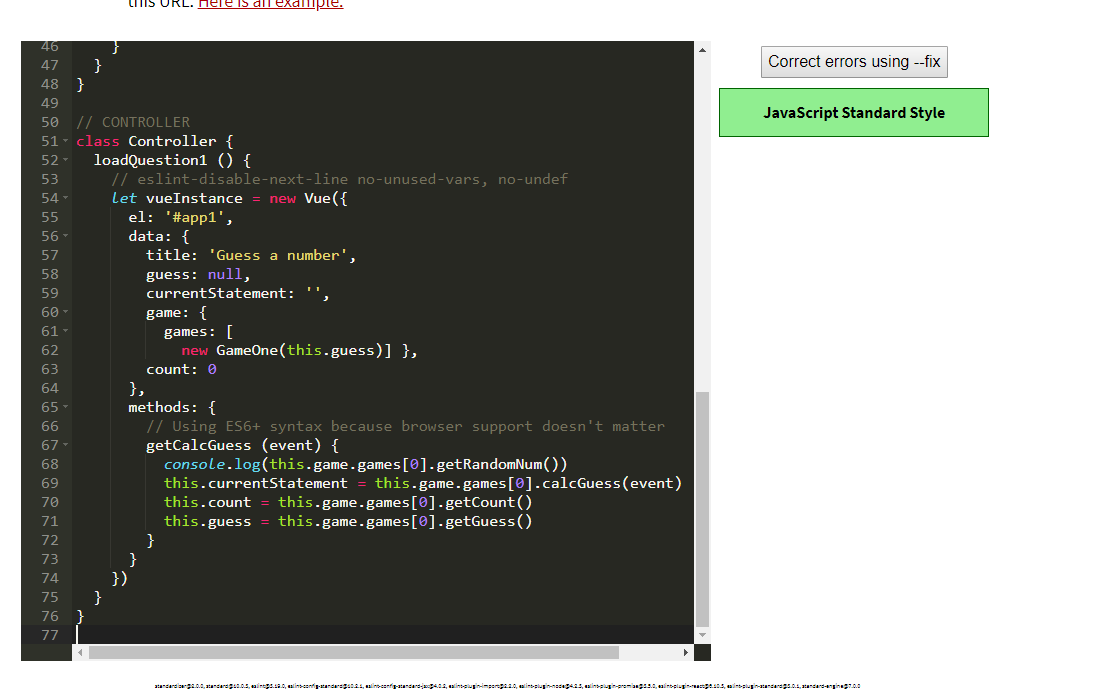 this URL. Here is an example.
46 }
47 }
48 }
49
50 // CONTROLLER
51 class Controller {
52 loadQuestion1 () {
53 // eslint-disable-next-line no-unused-vars, no-undef
54 let vueInstance = new Vue({
55 el: '#app1',
56 data: {
57 title: 'Guess a number',
58 guess: null,
59 currentStatement: '',
60 game: {
61 games: [
62 new GameOne(this.guess)] },
63 count: 0
64 },
65 methods: {
66 // Using ES6+ syntax because browser support doesn't matter
67 getCalcGuess (event) {
68 console.log(this.game.games[0].getRandomNum())
69 this.currentStatement = this.game.games[0].calcGuess(event)
70 this.count = this.game.games[0].getCount()
71 this.guess = this.game.games[0].getGuess()
72 }
73 }
74 })
75 }
76 }
77
Correct errors using --fix
JavaScript Standard Style